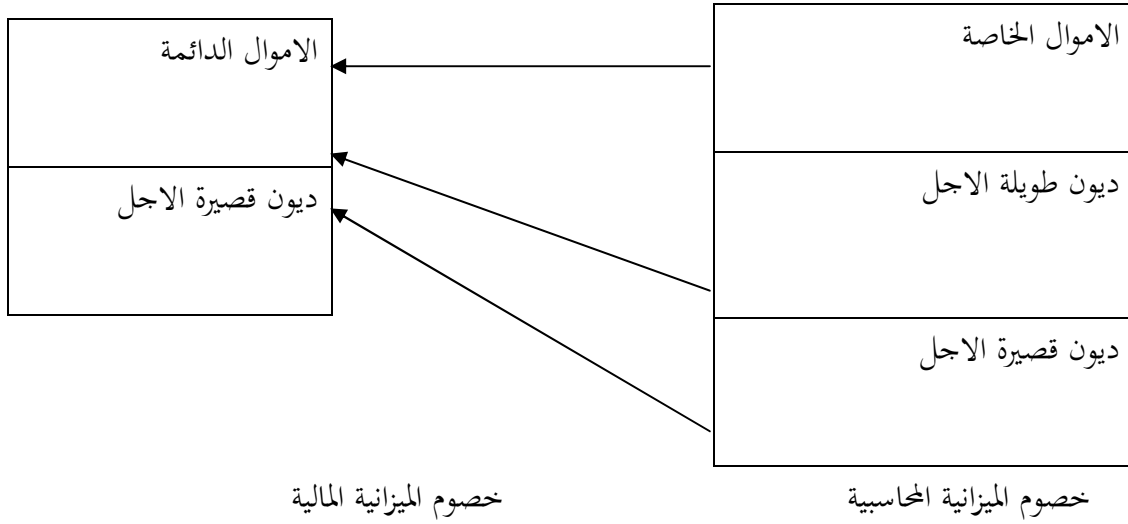 الاموال الخاصة
ديون طويلة الاجل
ديون قصيرة الاجل
خصوم الميزانية المحاسبية
الاموال الدائمة
ديون قصيرة الاجل
خصوم الميزانية المالية